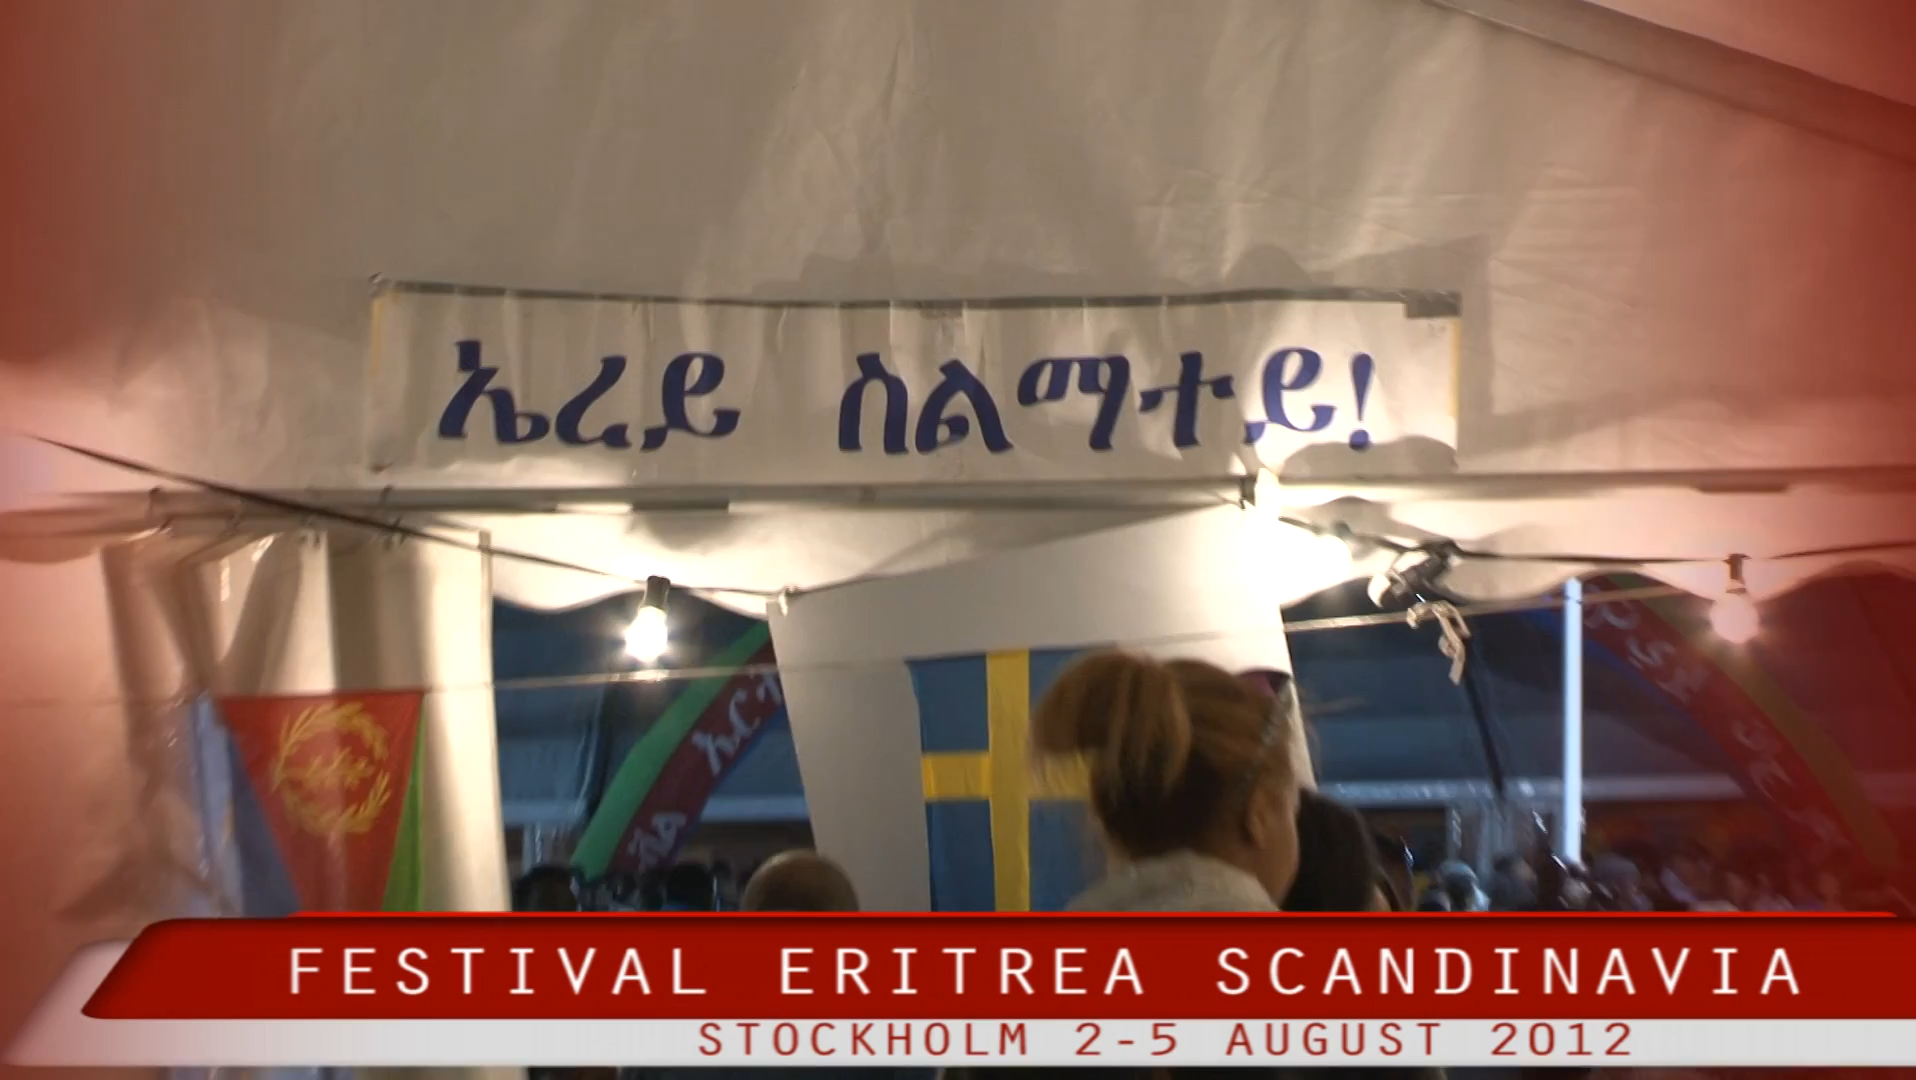 ኤረይ ስልማተይ!
FESTIVAL ERITREA SCANDINAVIA
STOCKHOLM 2-5 AUGUST 2012